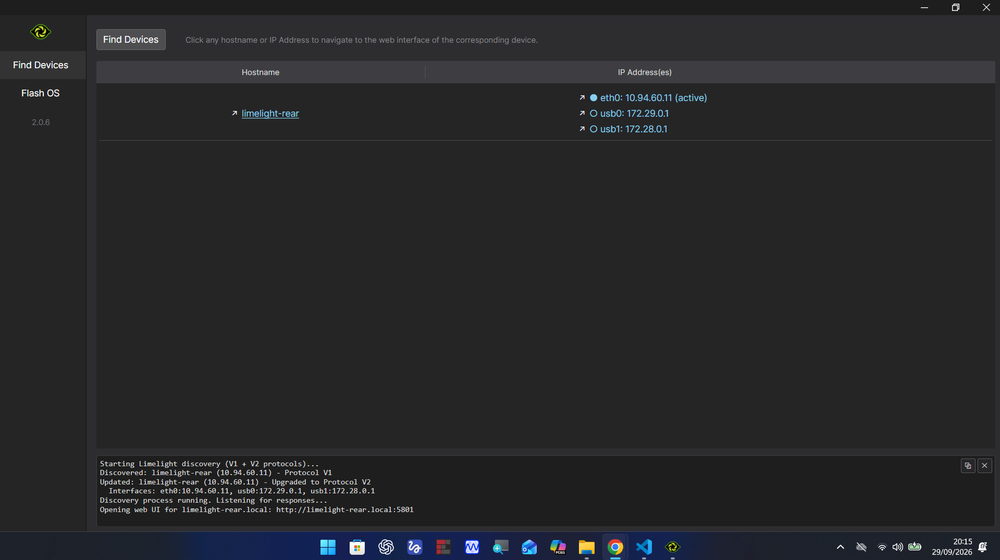 Find Devices
Click any hostname or IP Address to navigate to the web interface of the corresponding device.
Find Devices
Flash OS
2.0.6
Hostname
IP Address(es)
limelight-rear
eth0: 10.94.60.11 (active)
usb0: 172.29.0.1
usb1: 172.28.0.1
Starting Limelight discovery (V1 + V2 protocols)...
Discovered: limelight-rear (10.94.60.11) - Protocol V1
Updated: limelight-rear (10.94.60.11) - Upgraded to Protocol V2
Interfaces: eth0:10.94.60.11, usb0:172.29.0.1, usb1:172.28.0.1
Discovery process running. Listening for responses...
Opening web UI for limelight-rear.local: http://limelight-rear.local:5801
M365
20:15
29/09/2026